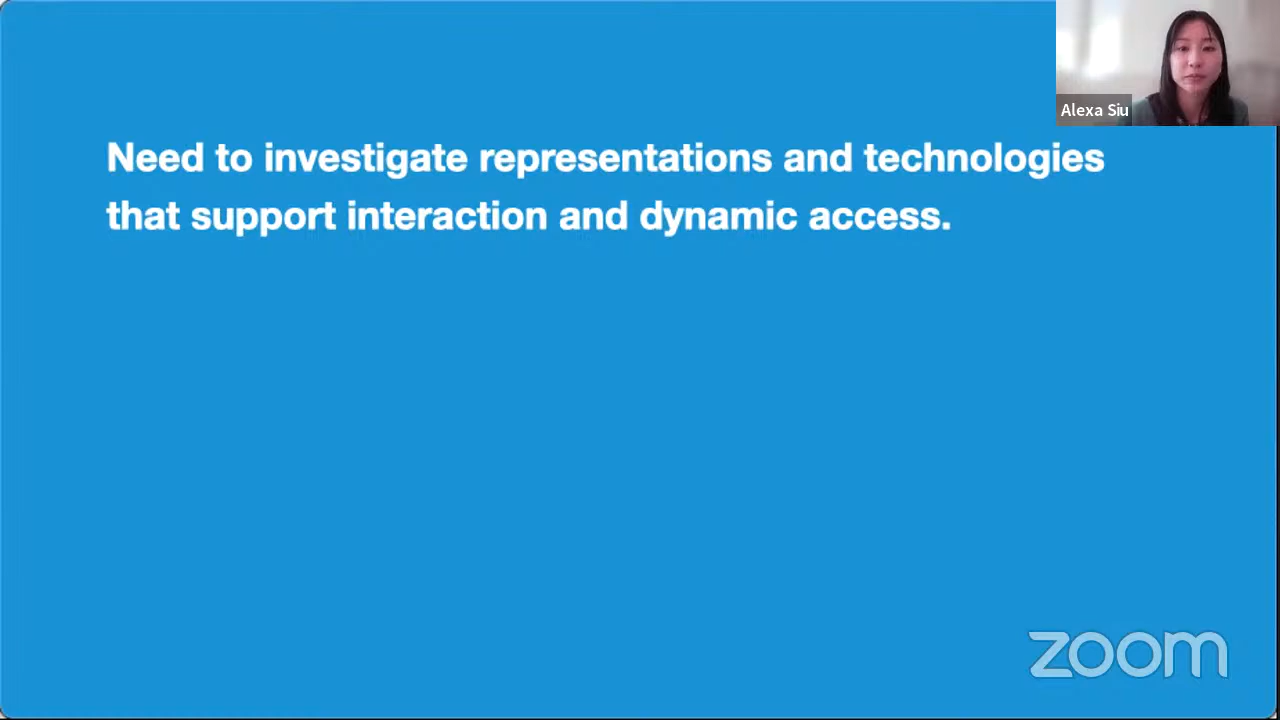 Alexa Siu
Need to investigate representations and technologies
that support interaction and dynamic access.
zoom